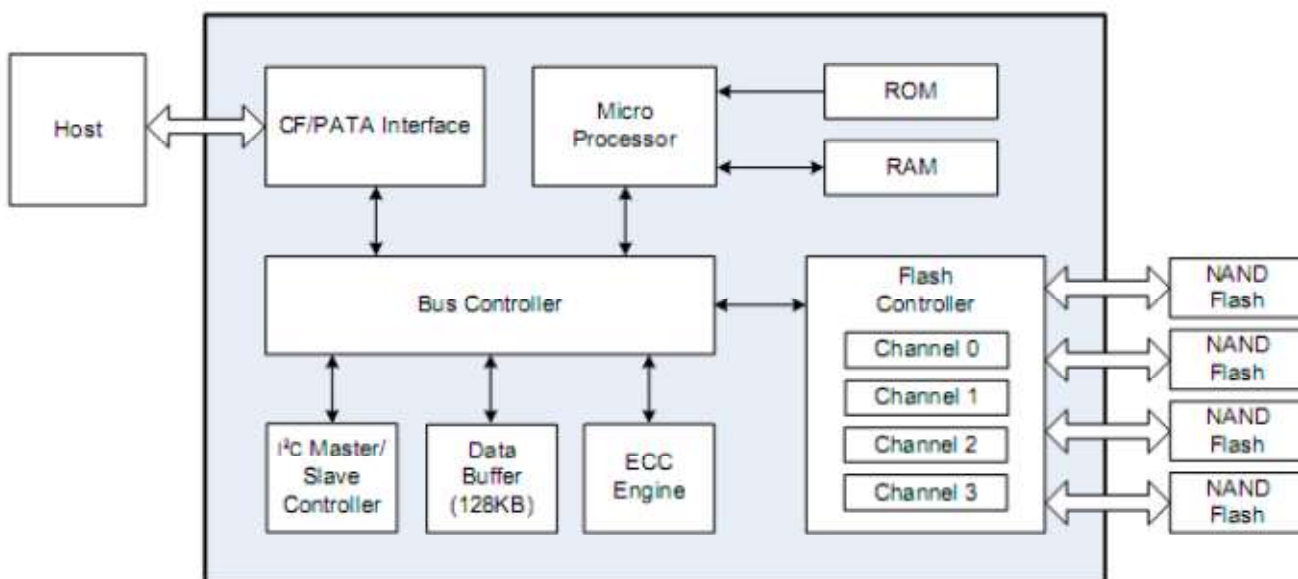 Host
CF/PATA Interface
Micro
Processor
ROM
RAM
Bus Controller
Flash
Controller
Channel 0
Channel 1
Channel 2
Channel 3
NAND
Flash
NAND
Flash
NAND
Flash
NAND
Flash
I²C Master/
Slave
Controller
Data
Buffer
(128KB)
ECC
Engine